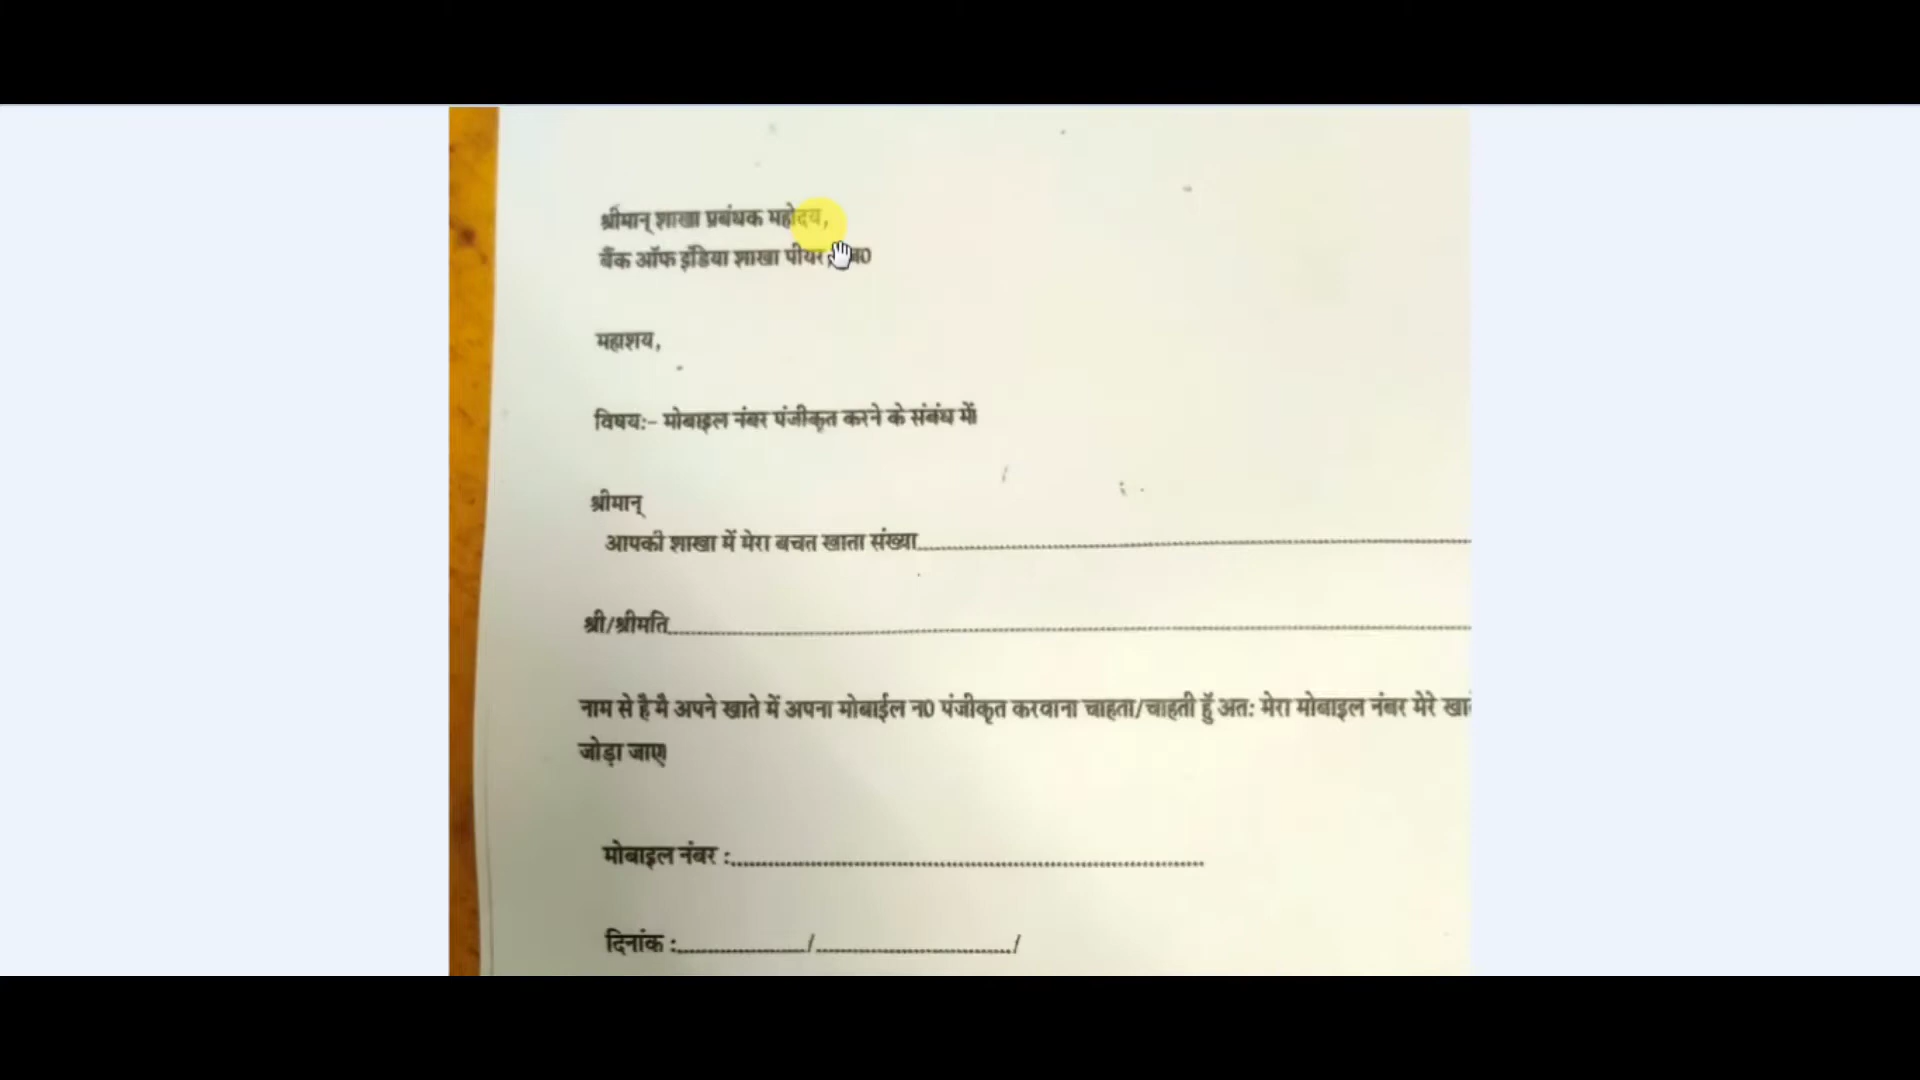 श्रीमान् शाखा प्रबंधक महोदय,
बैंक ऑफ इंडिया शाखा पीयर
महाशय,
विषयः- मोबाइल नंबर पंजीकृत करने के संबंध में।
श्रीमान्
आपकी शाखा में मेरा बचत खाता संख्या........................................
श्री/श्रीमति........................................
नाम से है मै अपने खाते में अपना मोबाईल न0 पंजीकृत करवाना चाहता/चाहती हूँ अतः मेरा मोबाइल नंबर मेरे
जोड़ा जाए।
मोबाइल नंबर :........................................
दिनांक :................/........................./